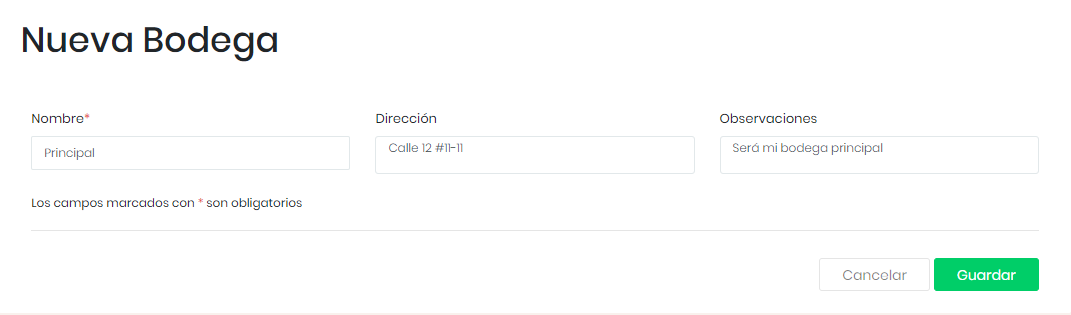 Nueva Bodega
Nombre*
Dirección
Observaciones
Principal
Calle 12 #11-11
Será mi bodega principal
Los campos marcados con * son obligatorios
Cancelar
Guardar